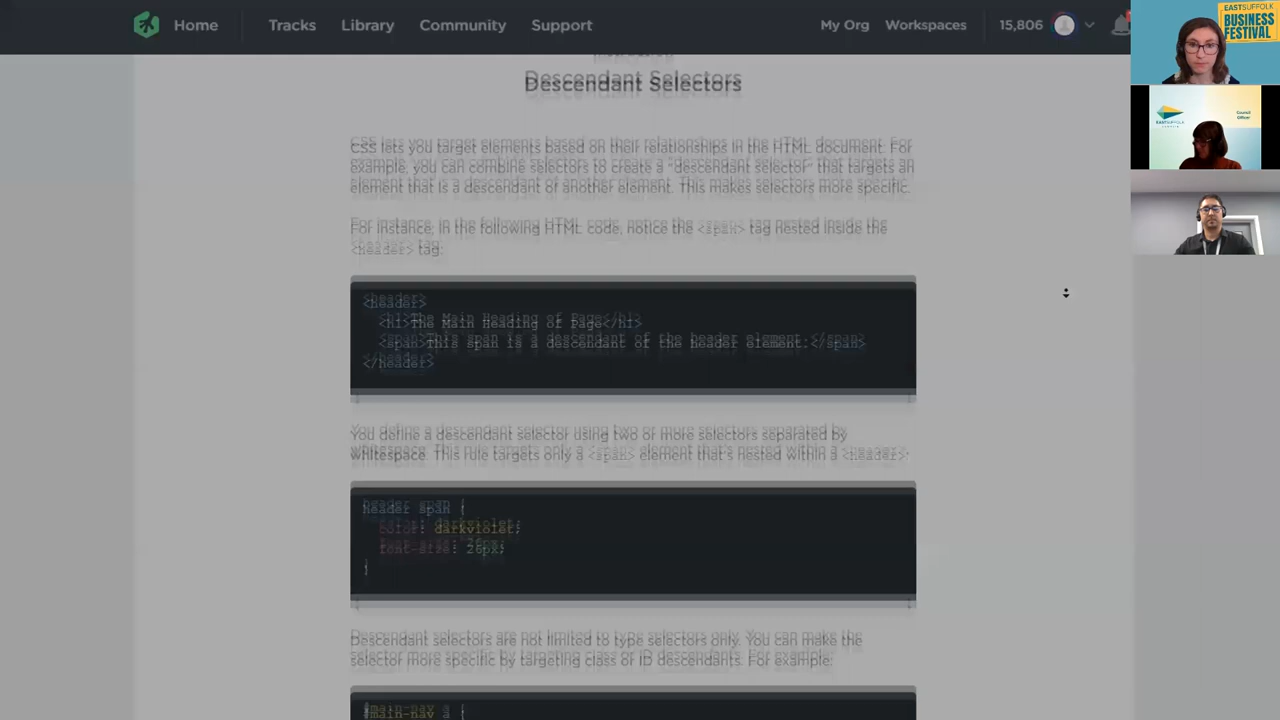 Home Tracks Library Community Support My Org Workspaces 15,806
EAST SUFFOLK
BUSINESS
FESTIVAL
Descendant Selectors
EASTSUFFOLK
Council
Officer
CSS lets you target elements based on their relationships in the HTML document. For
example, you can combine selectors to create a "descendant selector" that targets an
element that is a descendant of another element. This makes selectors more specific.
For instance, in the following HTML code, notice the <span> tag nested inside the
<header> tag:
<header>
<h1>The Main Heading of Page</h1>
<span>This span is a descendant of the header element.</span>
</header>
You define a descendant selector using two or more selectors separated by
whitespace. This rule targets only a <span> element that's nested within a <header>:
header span {
color: darkviolet;
font-size: 26px;
}
Descendant selectors are not limited to type selectors only. You can make the
selector more specific by targeting class or ID descendants. For example:
#main-nav a {